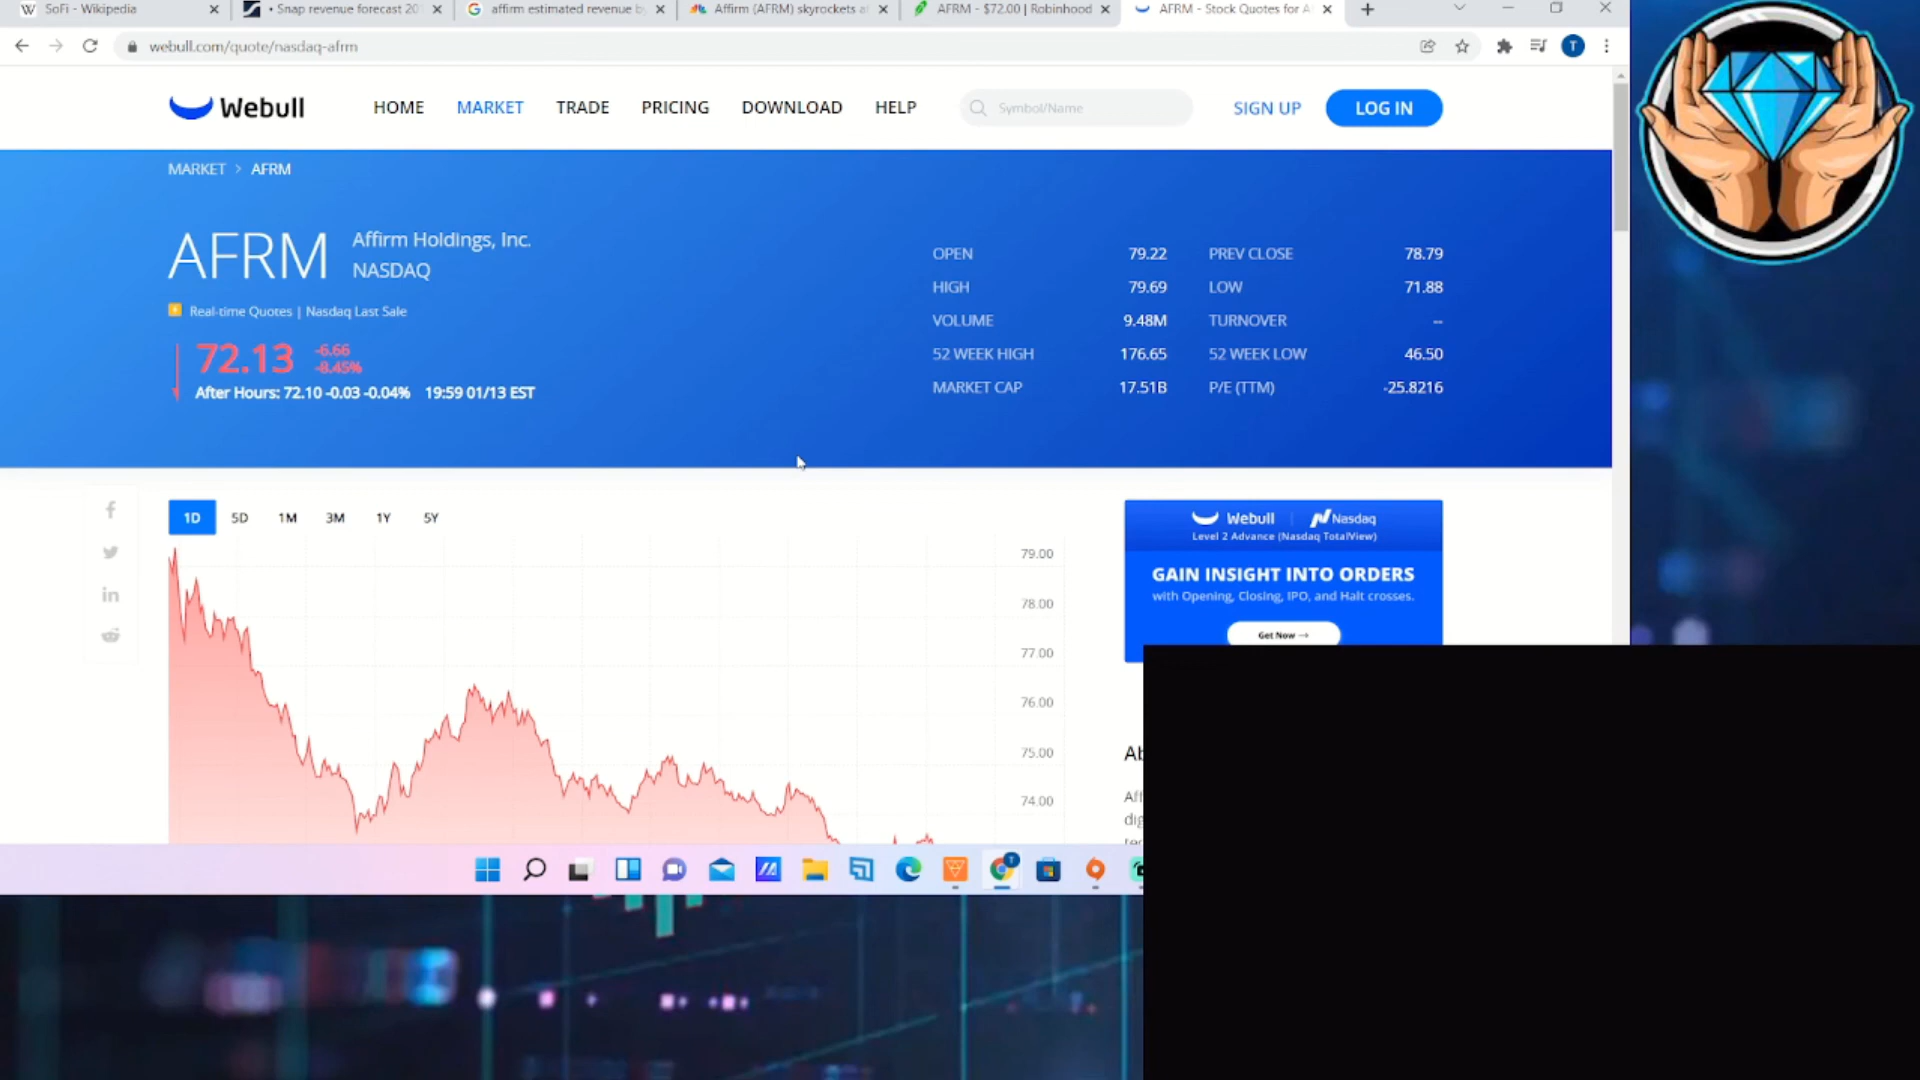 W SoFi - Wikipedia
• Snap revenue forecast 20
affirm estimated revenue b
Affirm (AFRM) skyrockets a
AFRM - $72.00 | Robinhood
AFRM - Stock Quotes for A
webull.com/quote/nasdaq-afrm
T
Webull
HOME MARKET TRADE PRICING DOWNLOAD HELP
Symbol/Name
SIGN UP LOG IN
MARKET > AFRM
AFRM
Affirm Holdings, Inc.
NASDAQ
Real-time Quotes | Nasdaq Last Sale
72.13
-6.66
-8.45%
After Hours: 72.10 -0.03 -0.04% 19:59 01/13 EST
OPEN 79.22 PREV CLOSE 78.79
HIGH 79.69 LOW 71.88
VOLUME 9.48M TURNOVER --
52 WEEK HIGH 176.65 52 WEEK LOW 46.50
MARKET CAP 17.51B P/E (TTM) -25.8216
1D 5D 1M 3M 1Y 5Y
79.00
78.00
77.00
76.00
75.00
74.00
Webull | Nasdaq
Level 2 Advance (Nasdaq TotalView)
GAIN INSIGHT INTO ORDERS
with Opening, Closing, IPO, and Halt crosses.
Get Now →
Ab
Aff
dig